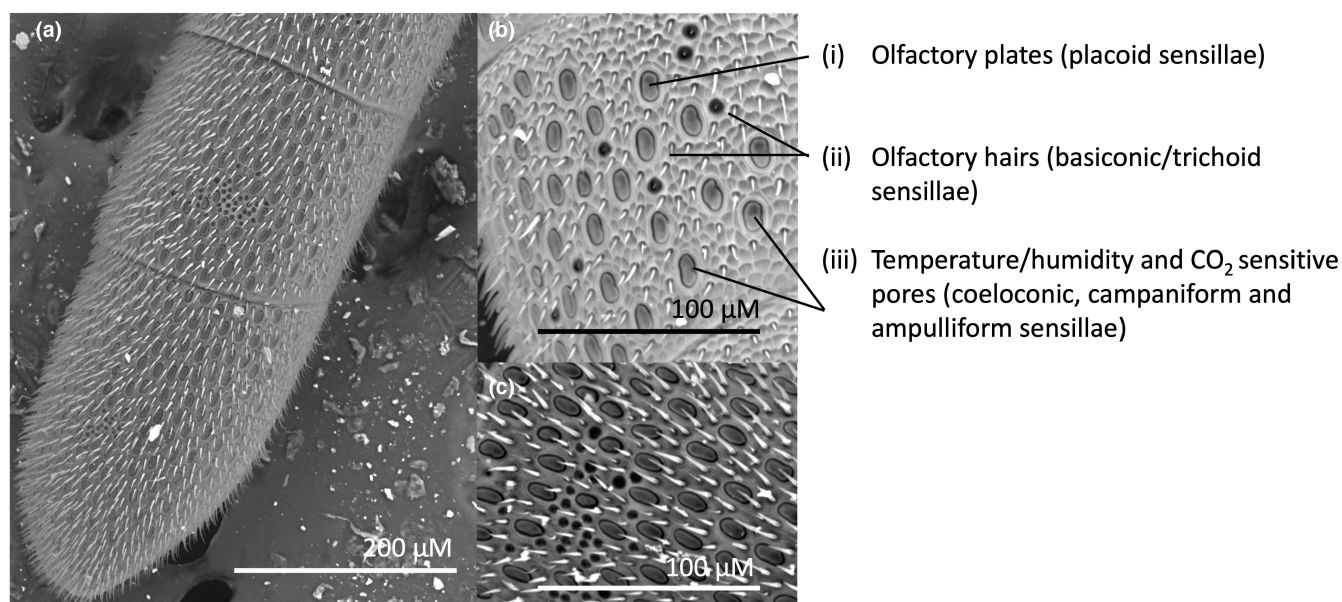 (a)
(b)
(i) Olfactory plates (placoid sensillae)
(ii) Olfactory hairs (basiconic/trichoid
sensillae)
(iii) Temperature/humidity and CO₂ sensitive
pores (coeloconic, campaniform and
ampulliform sensillae)
100 µM
(c)
200 µM
100 µM